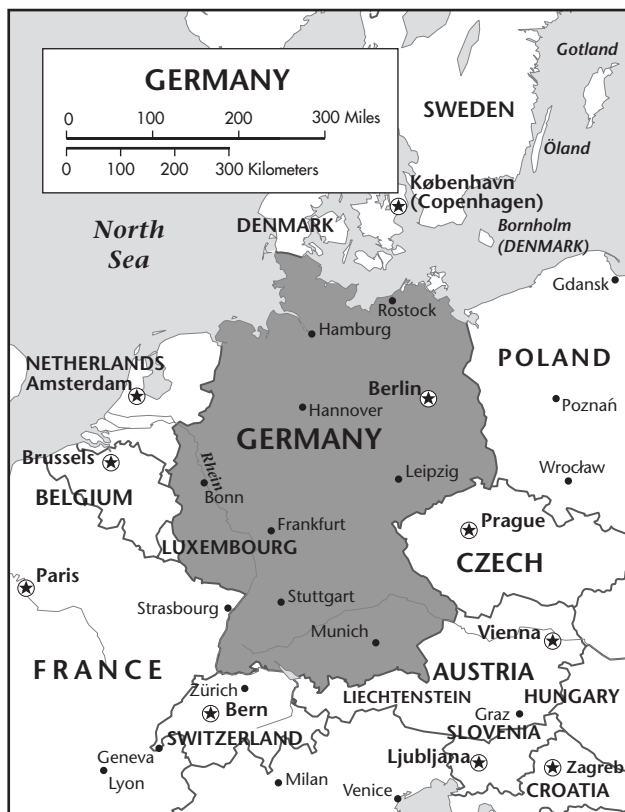 GERMANY
0 100 200 300 Miles
0 100 200 300 Kilometers
Gotland
SWEDEN
Öland
København
(Copenhagen)
North
Sea
DENMARK
Bornholm
(DENMARK)
Gdansk
Rostock
Hamburg
NETHERLANDS
Amsterdam
POLAND
Berlin
Hannover
Poznań
GERMANY
Brussels
Rhein
Leipzig
Wrocław
BELGIUM
Bonn
Frankfurt
Prague
LUXEMBOURG
CZECH
Paris
Strasbourg
Stuttgart
Munich
Vienna
FRANCE
AUSTRIA
Zürich
LIECHTENSTEIN
HUNGARY
Bern
Graz
SWITZERLAND
SLOVENIA
Geneva
Ljubljana
Zagreb
Lyon
Milan
Venice
CROATIA